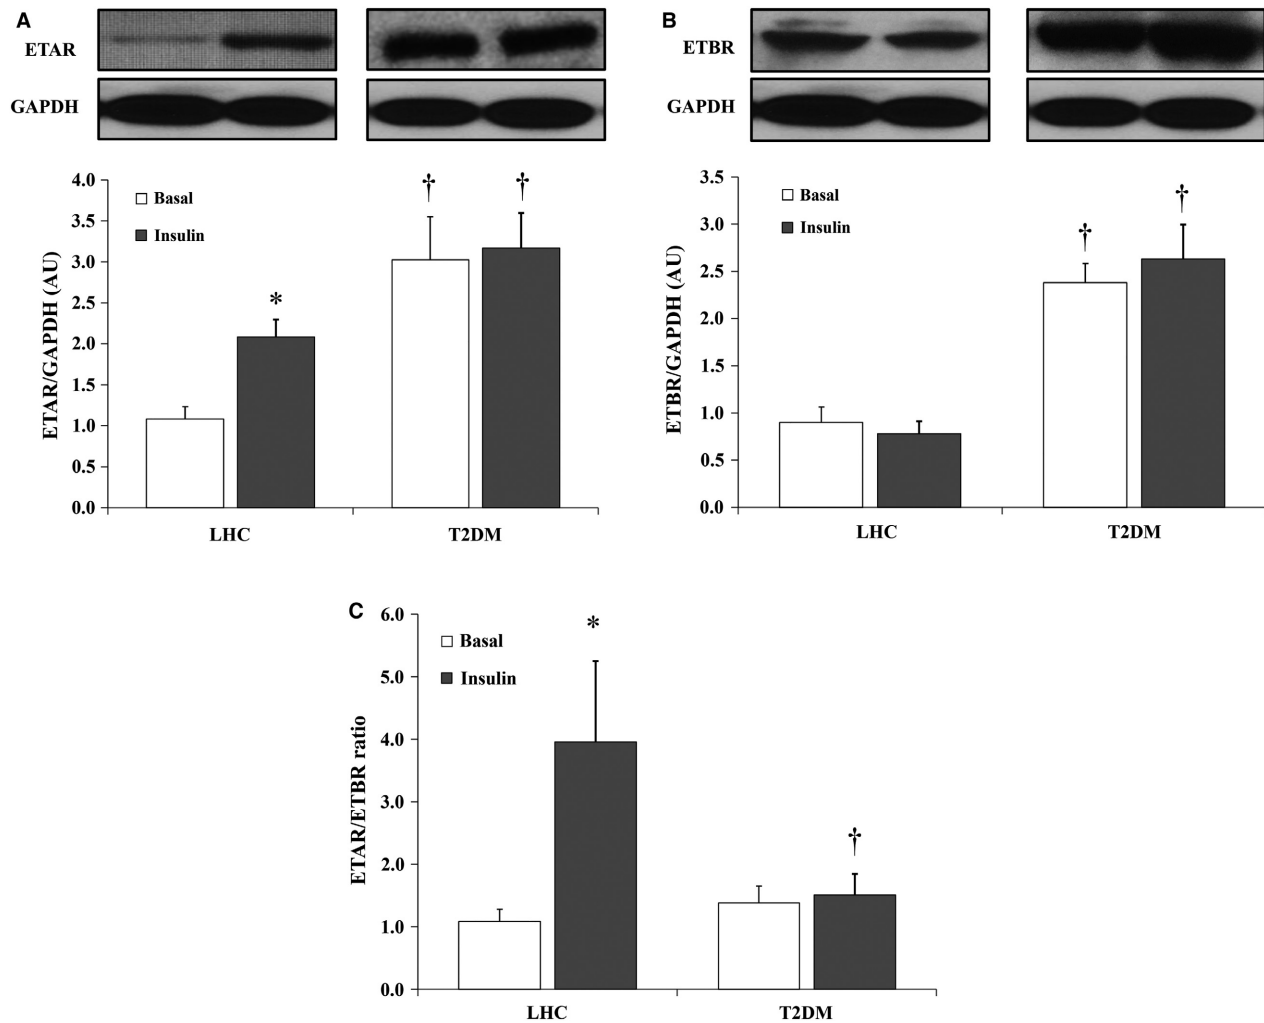 A
ETAR
GAPDH
4.0
3.5
3.0
2.5
2.0
1.5
1.0
0.5
0.0
ETAR/GAPDH (AU)
Basal
Insulin
*
†
†
LHC
T2DM
B
ETBR
GAPDH
3.5
3.0
2.5
2.0
1.5
1.0
0.5
0.0
ETBR/GAPDH (AU)
Basal
Insulin
†
†
LHC
T2DM
C
6.0
5.0
4.0
3.0
2.0
1.0
0.0
ETAR/ETBR ratio
Basal
Insulin
*
†
LHC
T2DM